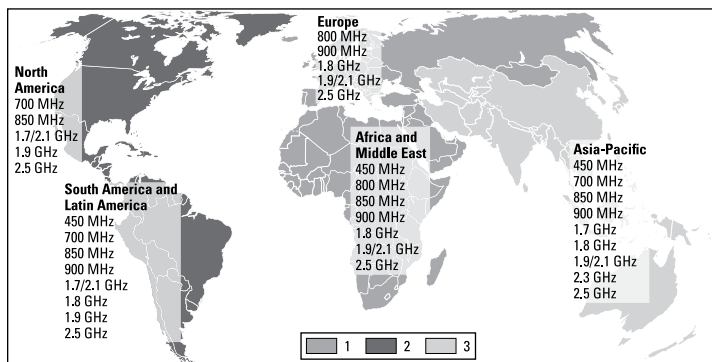 North
America
700 MHz
850 MHz
1.7/2.1 GHz
1.9 GHz
2.5 GHz
South America and
Latin America
450 MHz
700 MHz
850 MHz
900 MHz
1.7/2.1 GHz
1.8 GHz
1.9 GHz
2.5 GHz
Europe
800 MHz
900 MHz
1.8 GHz
1.9/2.1 GHz
2.5 GHz
Africa and
Middle East
450 MHz
800 MHz
850 MHz
900 MHz
1.8 GHz
1.9/2.1 GHz
2.5 GHz
Asia-Pacific
450 MHz
700 MHz
850 MHz
900 MHz
1.7 GHz
1.8 GHz
1.9/2.1 GHz
2.3 GHz
2.5 GHz
1 2 3